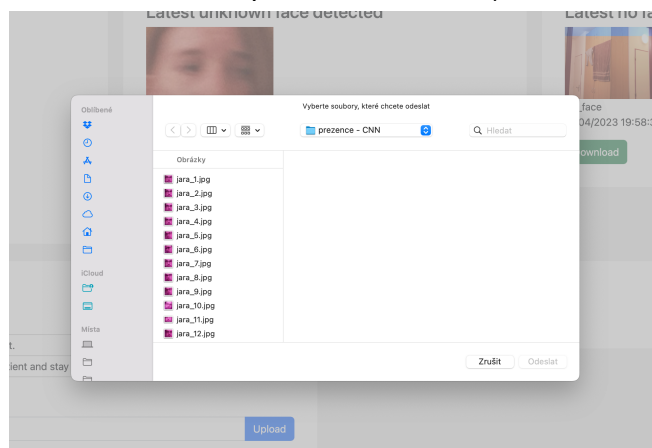 Latest unknown face detected
Latest no fa
_face
04/2023 19:58:3
ownload
Oblíbené
iCloud
Místa
Vyberte soubory, které chcete odeslat
prezence - CNN
Hledat
Obrázky
jara_1.jpg
jara_2.jpg
jara_3.jpg
jara_4.jpg
jara_5.jpg
jara_6.jpg
jara_7.jpg
jara_8.jpg
jara_9.jpg
jara_10.jpg
jara_11.jpg
jara_12.jpg
Zrušit
Odeslat
t.
tient and stay
Upload